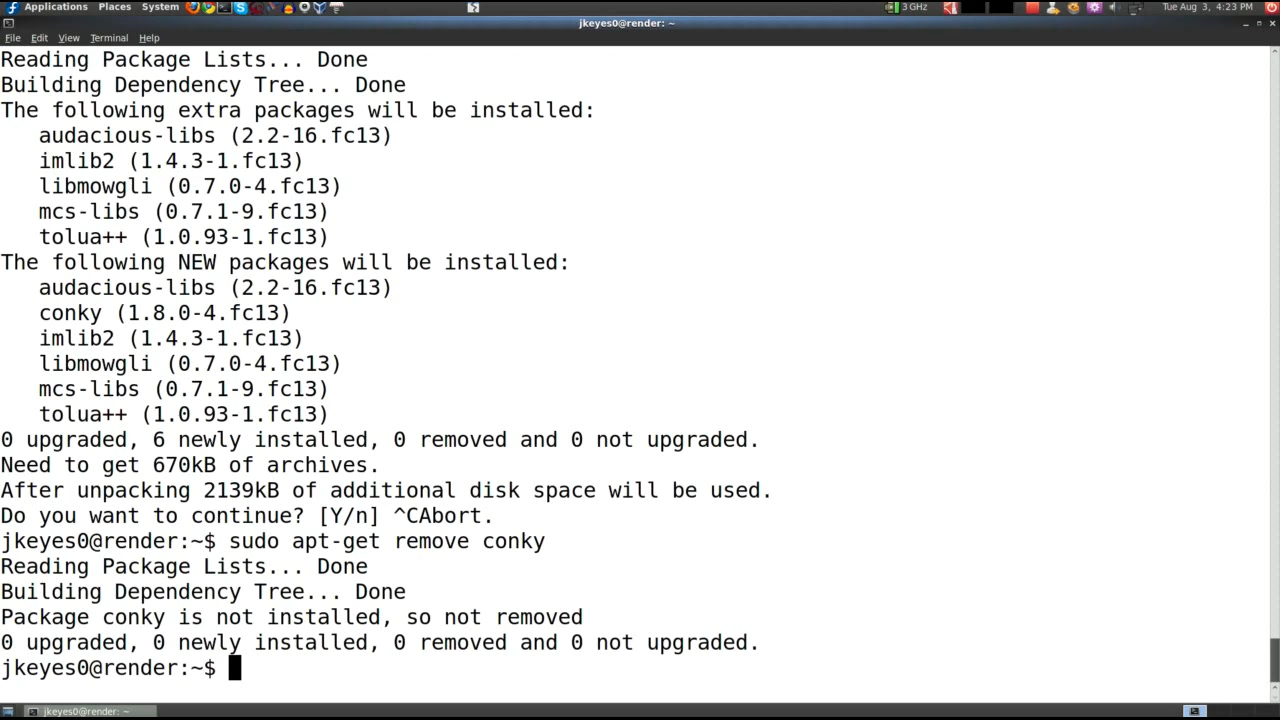 Applications Places System 3 GHz Tue Aug 3, 4:23 PM
jkeyes0@render: ~
File Edit View Terminal Help
Reading Package Lists... Done
Building Dependency Tree... Done
The following extra packages will be installed:
audacious-libs (2.2-16.fc13)
imlib2 (1.4.3-1.fc13)
libmowgli (0.7.0-4.fc13)
mcs-libs (0.7.1-9.fc13)
tolua++ (1.0.93-1.fc13)
The following NEW packages will be installed:
audacious-libs (2.2-16.fc13)
conky (1.8.0-4.fc13)
imlib2 (1.4.3-1.fc13)
libmowgli (0.7.0-4.fc13)
mcs-libs (0.7.1-9.fc13)
tolua++ (1.0.93-1.fc13)
0 upgraded, 6 newly installed, 0 removed and 0 not upgraded.
Need to get 670kB of archives.
After unpacking 2139kB of additional disk space will be used.
Do you want to continue? [Y/n] ^CAbort.
jkeyes0@render:~$ sudo apt-get remove conky
Reading Package Lists... Done
Building Dependency Tree... Done
Package conky is not installed, so not removed
0 upgraded, 0 newly installed, 0 removed and 0 not upgraded.
jkeyes0@render:~$
jkeyes0@render: ~